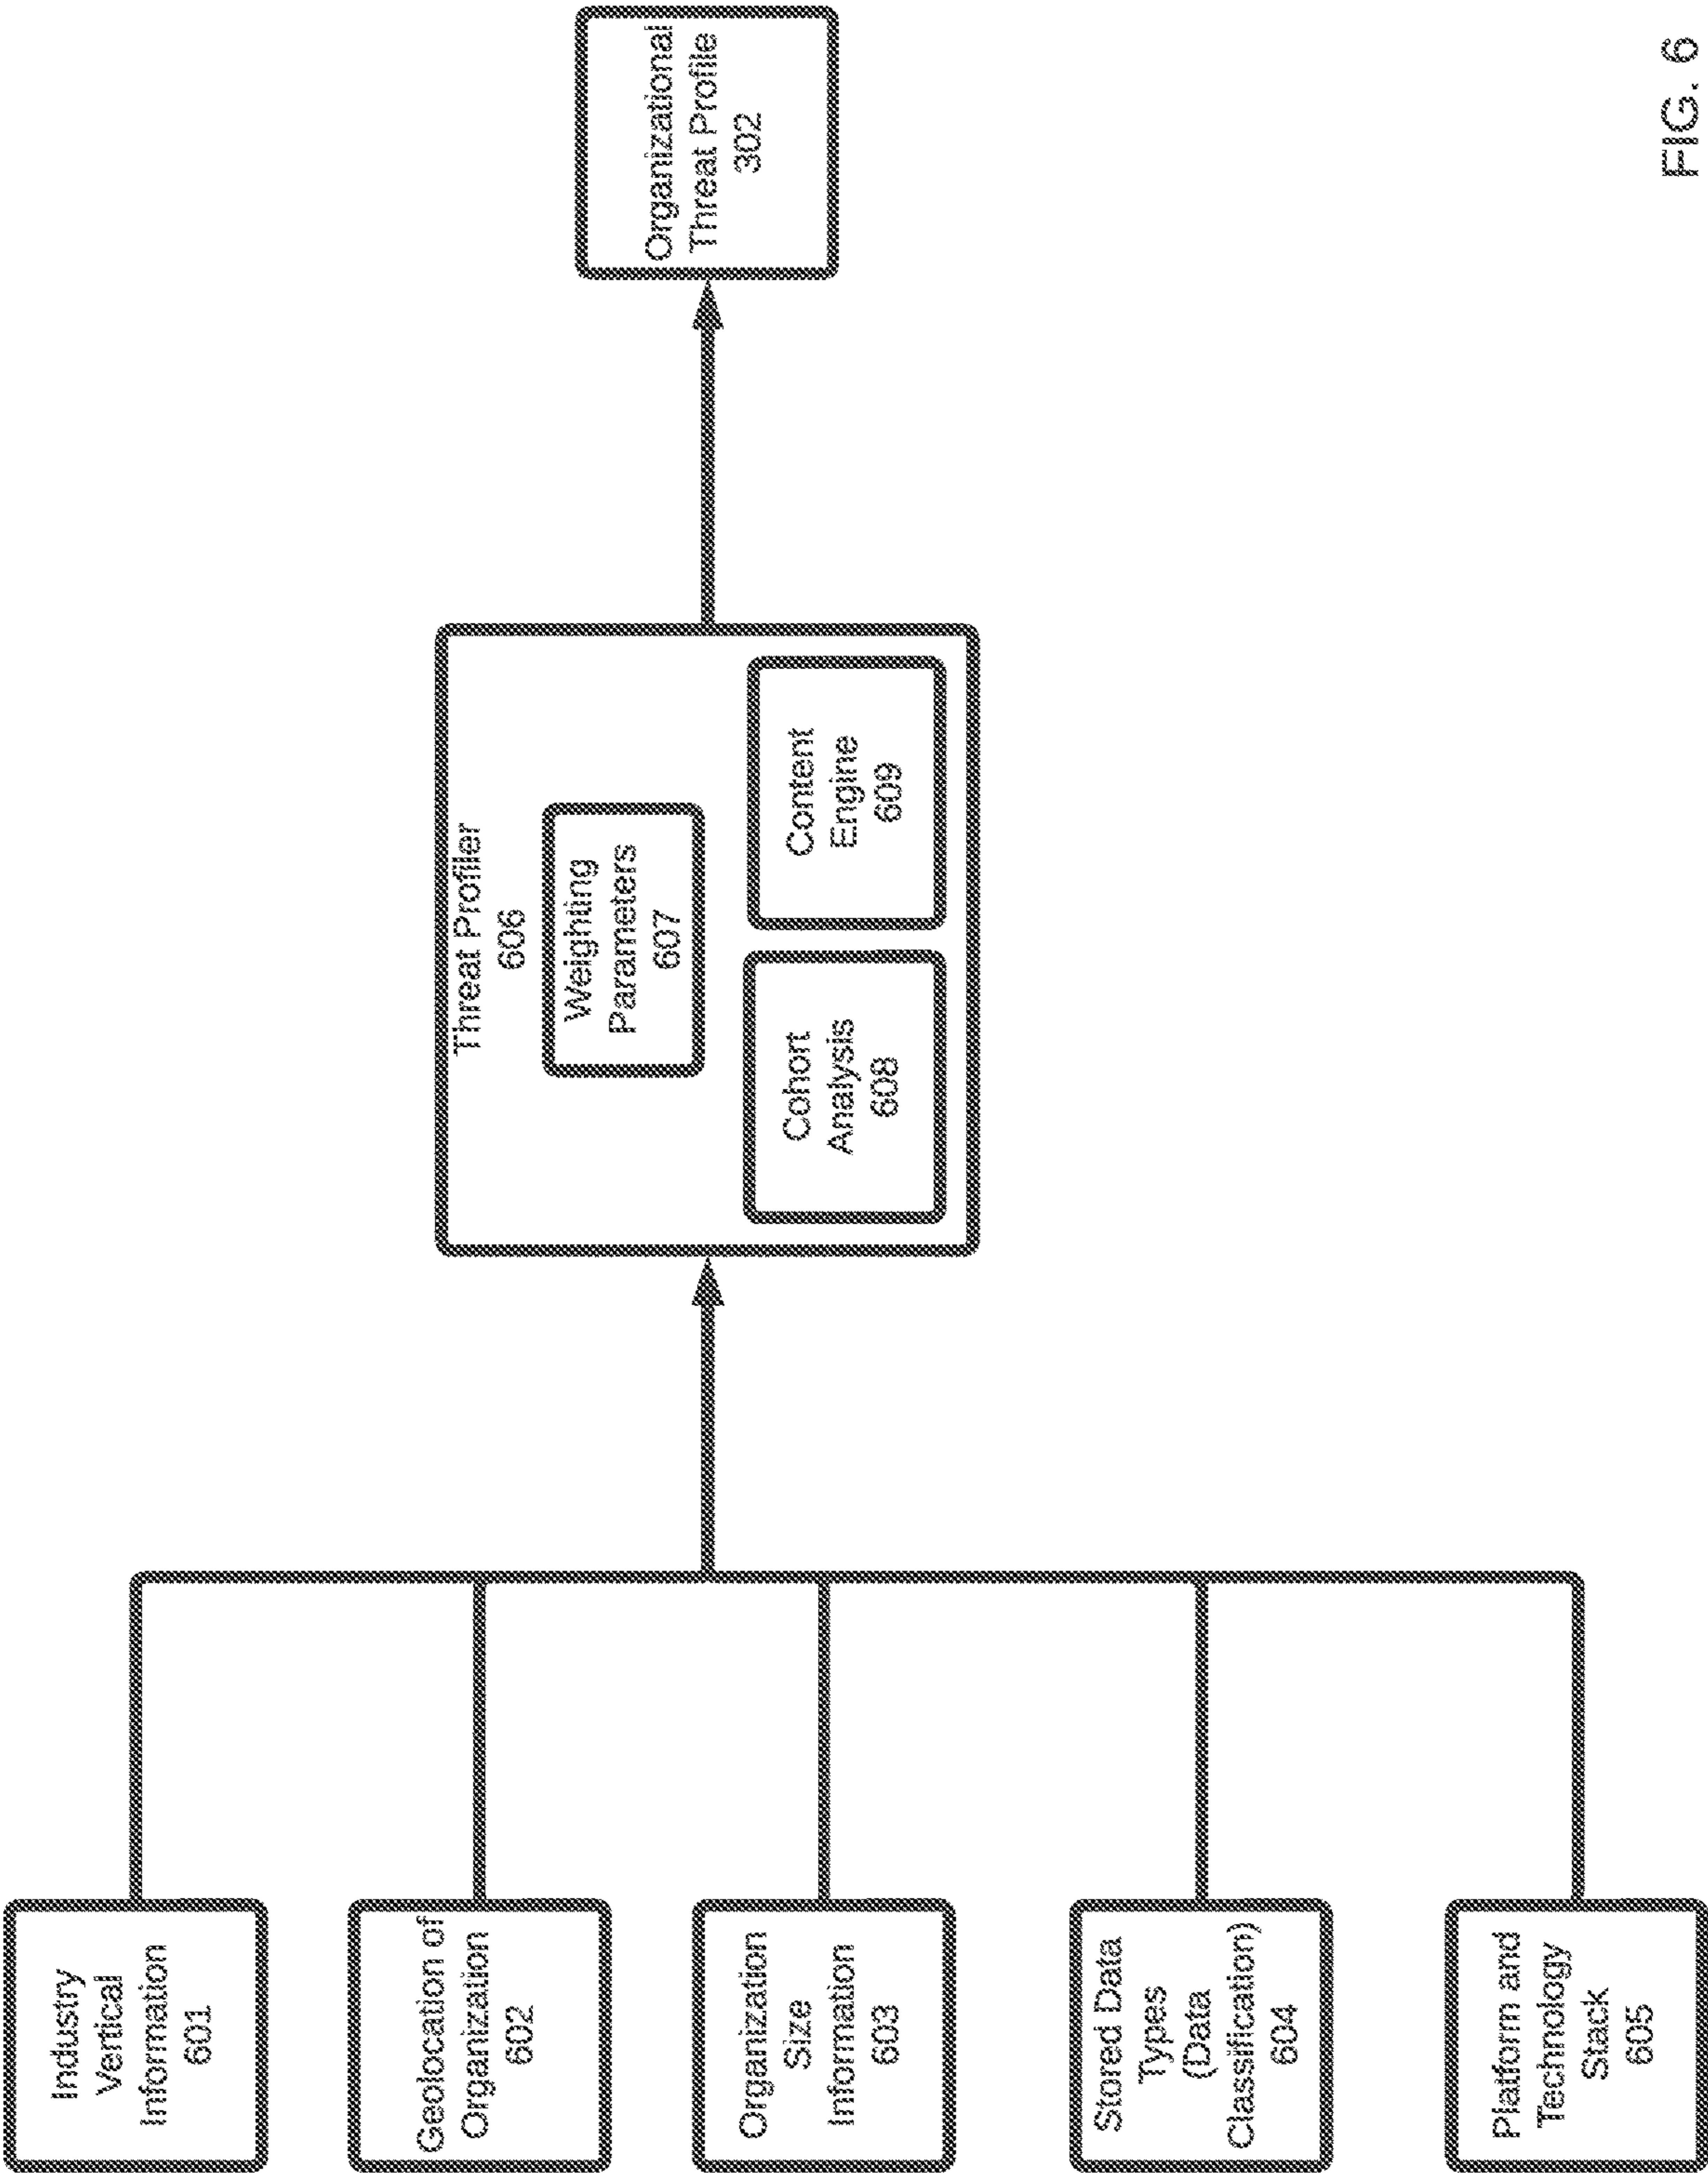 Industry
Vertical
Information
601
Geolocation of
Organization
602
Organization
Size
Information
603
Stored Data
Types
(Data
Classification)
604
Platform and
Technology
Stack
605
Threat Profiler
606
Weighting
Parameters
607
Cohort
Analysis
608
Content
Engine
609
Organizational
Threat Profile
302
FIG. 6